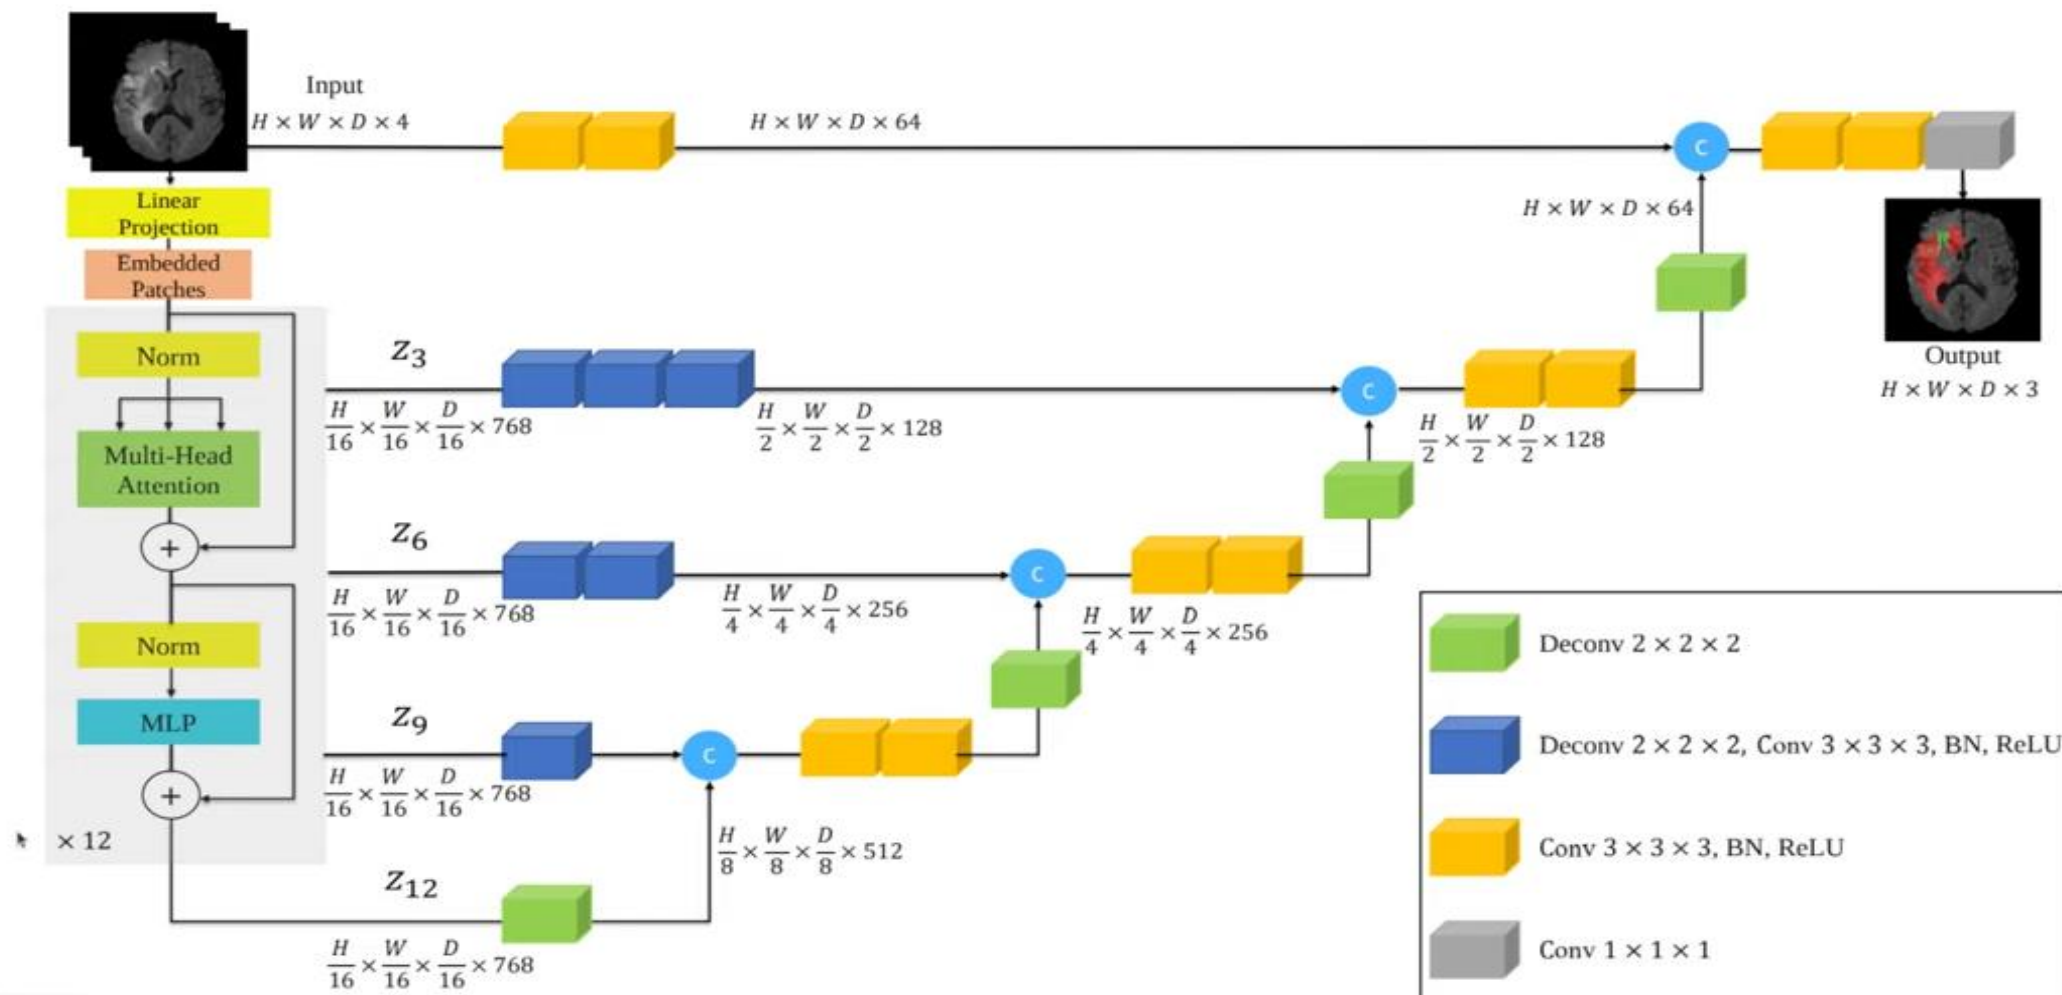 Input
H × W × D × 4
H × W × D × 64
C
Linear
Projection
H × W × D × 64
Embedded
Patches
Norm
z₃
C
Output
H × W × D × 3
H/16 × W/16 × D/16 × 768
H/2 × W/2 × D/2 × 128
H/2 × W/2 × D/2 × 128
Multi-Head
Attention
+
z₆
C
H/16 × W/16 × D/16 × 768
H/4 × W/4 × D/4 × 256
H/4 × W/4 × D/4 × 256
Norm
MLP
z₉
C
H/16 × W/16 × D/16 × 768
+
× 12
H/8 × W/8 × D/8 × 512
z₁₂
H/16 × W/16 × D/16 × 768
Deconv 2 × 2 × 2
Deconv 2 × 2 × 2, Conv 3 × 3 × 3, BN, ReLU
Conv 3 × 3 × 3, BN, ReLU
Conv 1 × 1 × 1